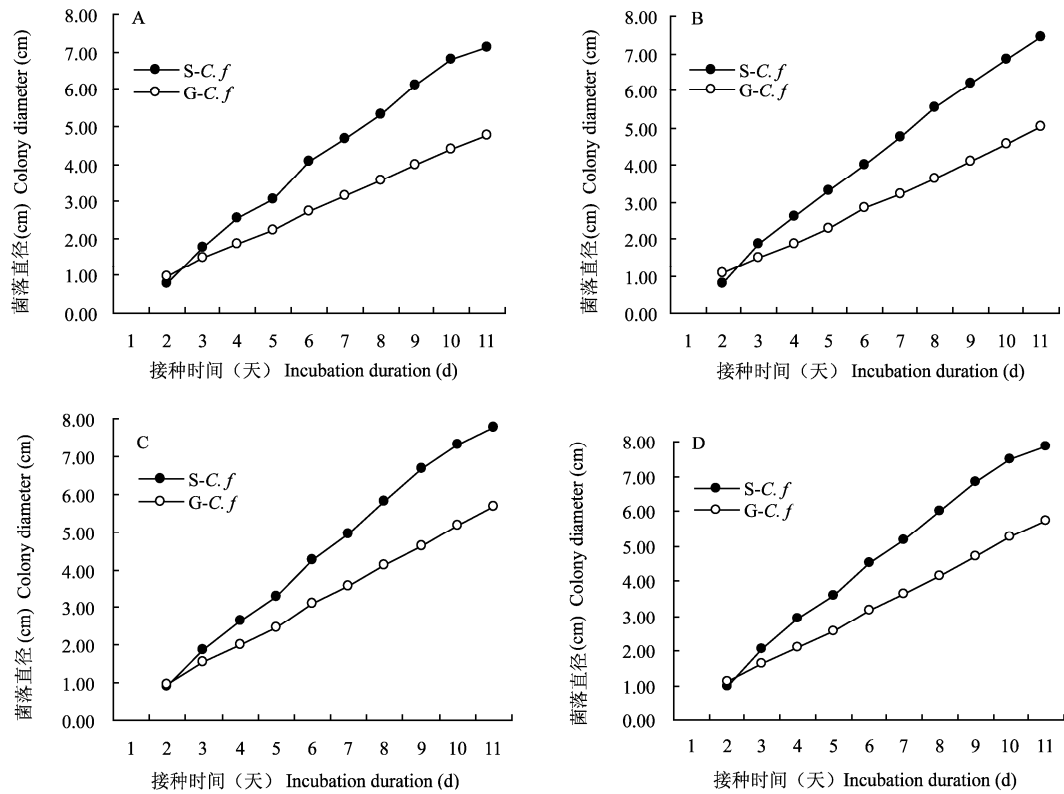 A
菌落直径(cm) Colony diameter (cm)
8.00
7.00
6.00
5.00
4.00
3.00
2.00
1.00
0.00
S-C. f
G-C. f
1 2 3 4 5 6 7 8 9 10 11
接种时间（天）Incubation duration (d)
B
菌落直径(cm) Colony diameter (cm)
8.00
7.00
6.00
5.00
4.00
3.00
2.00
1.00
0.00
S-C. f
G-C. f
1 2 3 4 5 6 7 8 9 10 11
接种时间（天）Incubation duration (d)
C
菌落直径(cm) Colony diameter (cm)
8.00
7.00
6.00
5.00
4.00
3.00
2.00
1.00
0.00
S-C. f
G-C. f
1 2 3 4 5 6 7 8 9 10 11
接种时间（天）Incubation duration (d)
D
菌落直径(cm) Colony diameter (cm)
8.00
7.00
6.00
5.00
4.00
3.00
2.00
1.00
0.00
S-C. f
G-C. f
1 2 3 4 5 6 7 8 9 10 11
接种时间（天）Incubation duration (d)